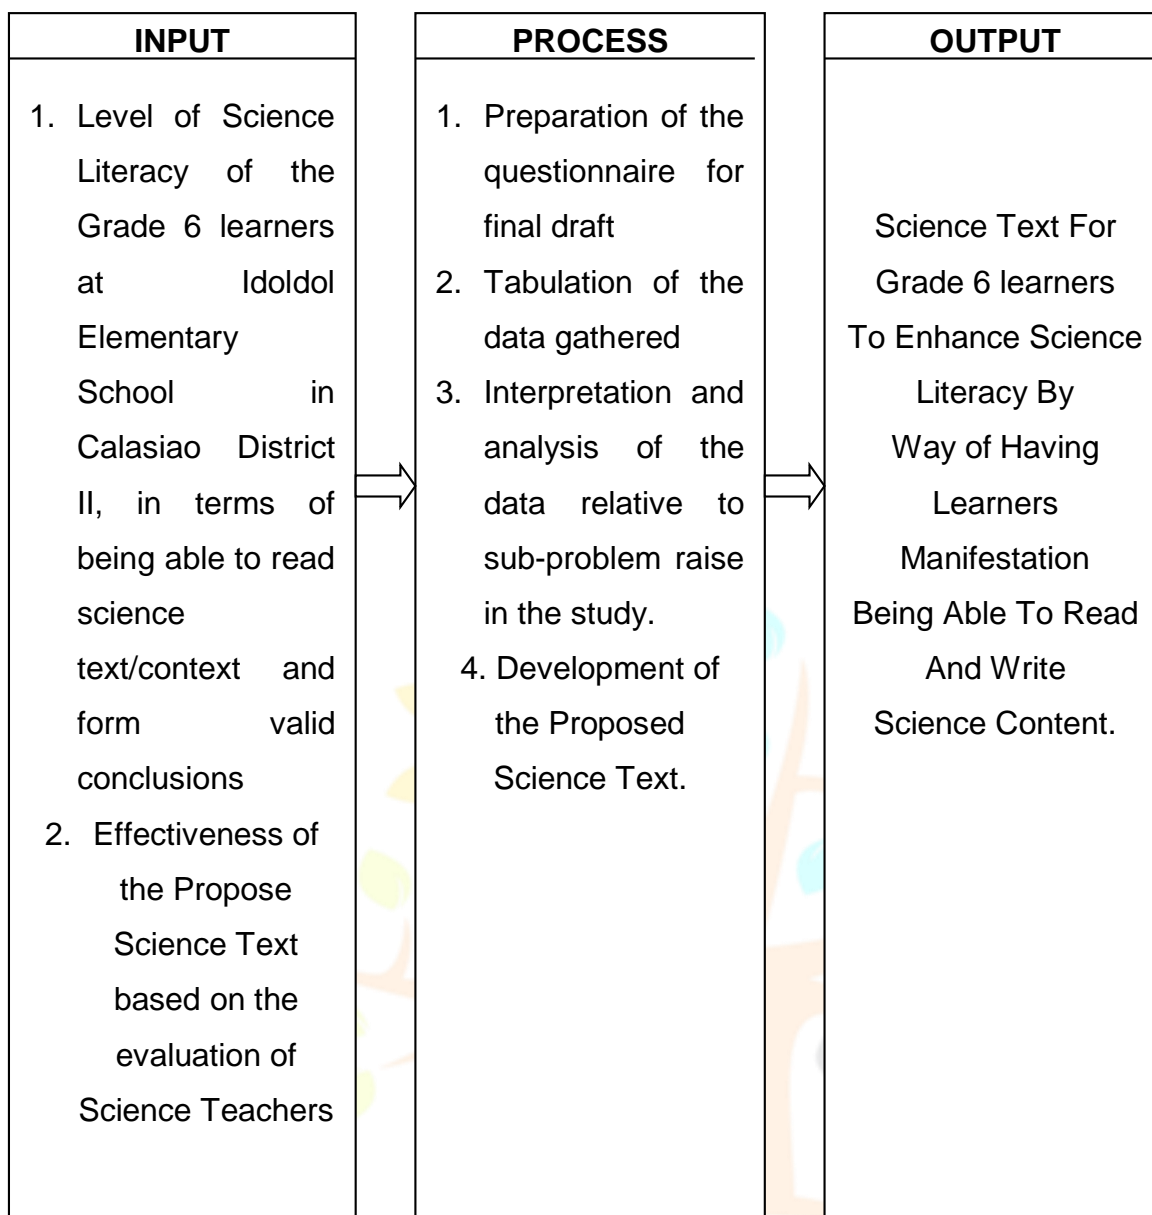 INPUT
1. Level of Science
Literacy of the
Grade 6 learners
at Idoldol
Elementary
School in
Calasiao District
II, in terms of
being able to read
science
text/context and
form valid
conclusions
2. Effectiveness of
the Propose
Science Text
based on the
evaluation of
Science Teachers
PROCESS
1. Preparation of the
questionnaire for
final draft
2. Tabulation of the
data gathered
3. Interpretation and
analysis of the
data relative to
sub-problem raise
in the study.
4. Development of
the Proposed
Science Text.
OUTPUT
Science Text For
Grade 6 learners
To Enhance Science
Literacy By
Way of Having
Learners
Manifestation
Being Able To Read
And Write
Science Content.